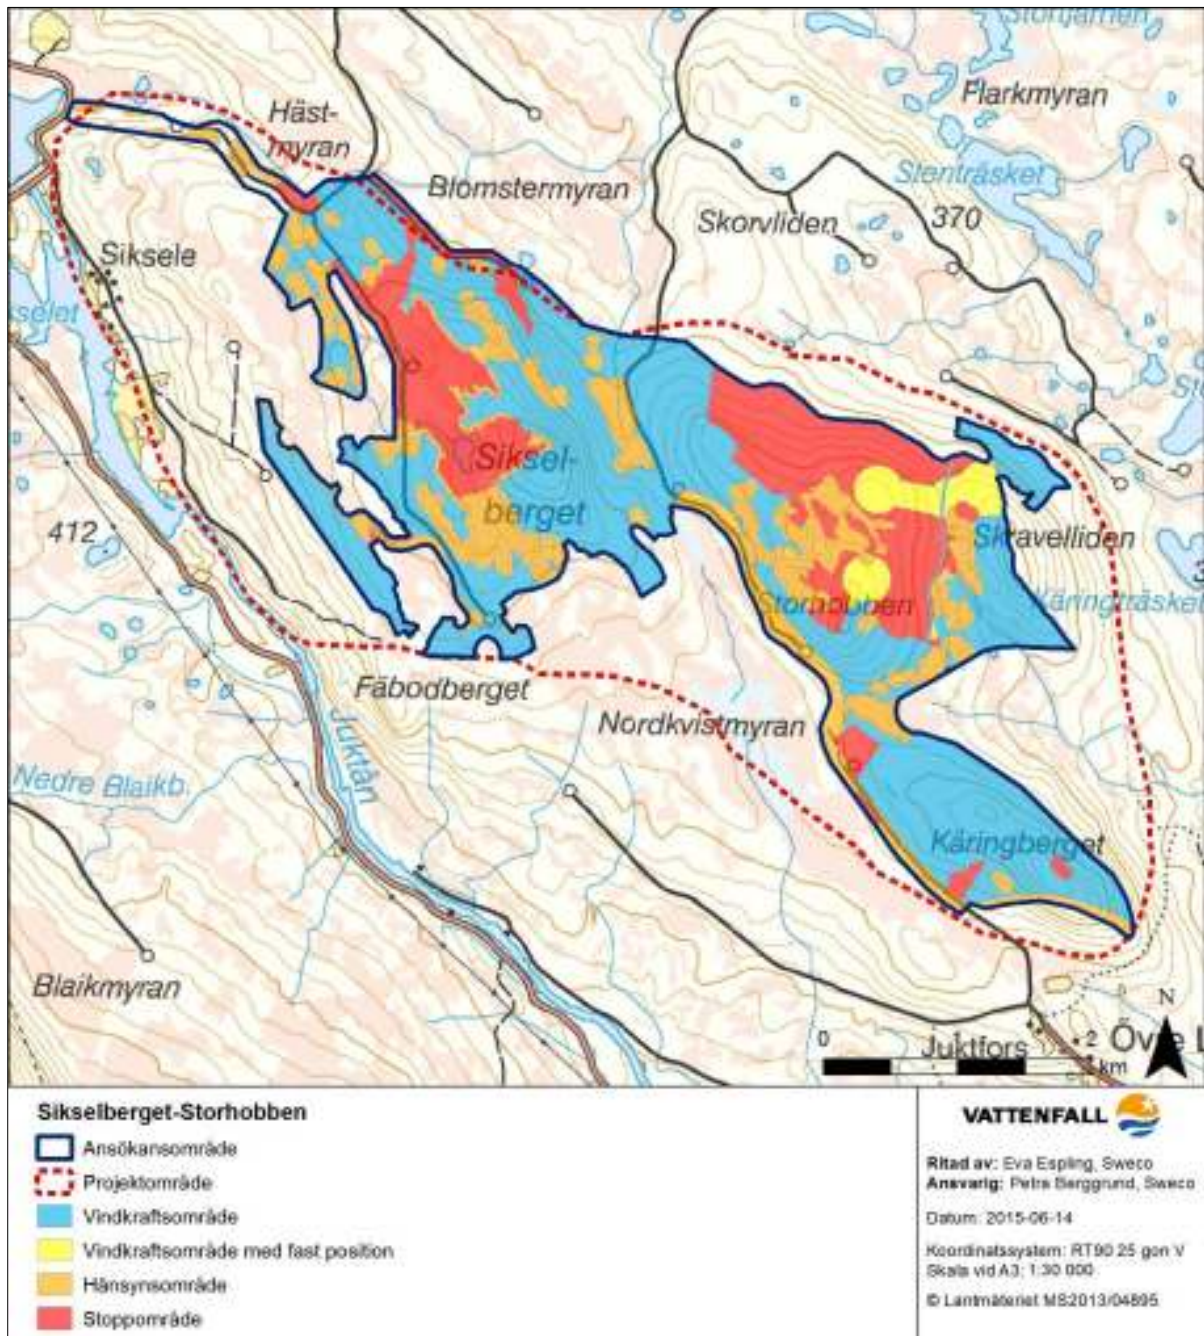 Storrjärnen
Häst-
myran
Flarkmyran
Blomstermyran
Stenträsket
370
Skorvliden
Siksele
Siksel-
berget
412
Skravelliden
Storhobben
Käringträsket
Fäbodberget
Nordkvistmyran
Juktån
Nedre Blaikb.
Käringberget
Blaikmyran
N
0 1 2
km
Juktfors
Sikselberget-Storhobben
Ansökansområde
Projektområde
Vindkraftsområde
Vindkraftsområde med fast position
Hänsynsområde
Stoppområde
VATTENFALL
Ritad av: Eva Espling, Sweco
Ansvarig: Petra Berggrund, Sweco
Datum: 2015-06-14
Koordinatsystem: RT90 25 gon V
Skala vid A3: 1:30 000
© Lantmäteriet MS2013/04895